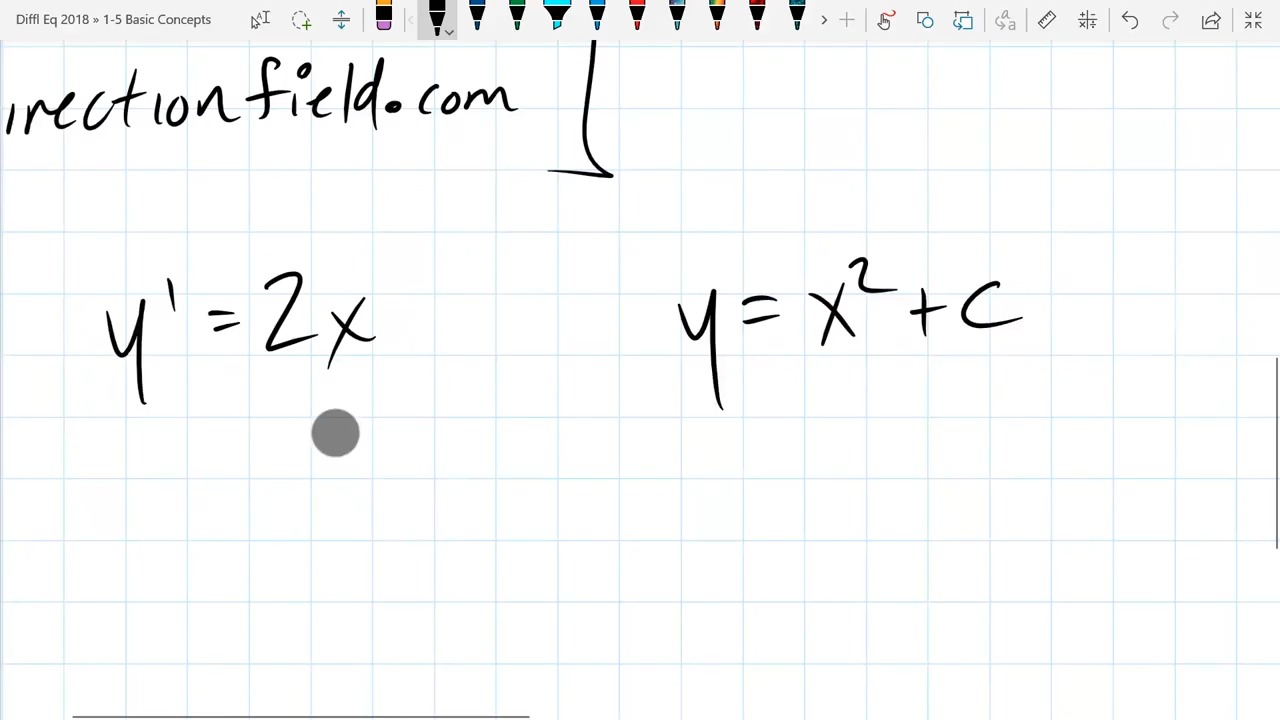 Diffl Eq 2018 » 1-5 Basic Concepts
irectionfield.com
y' = 2x
y = x² + c